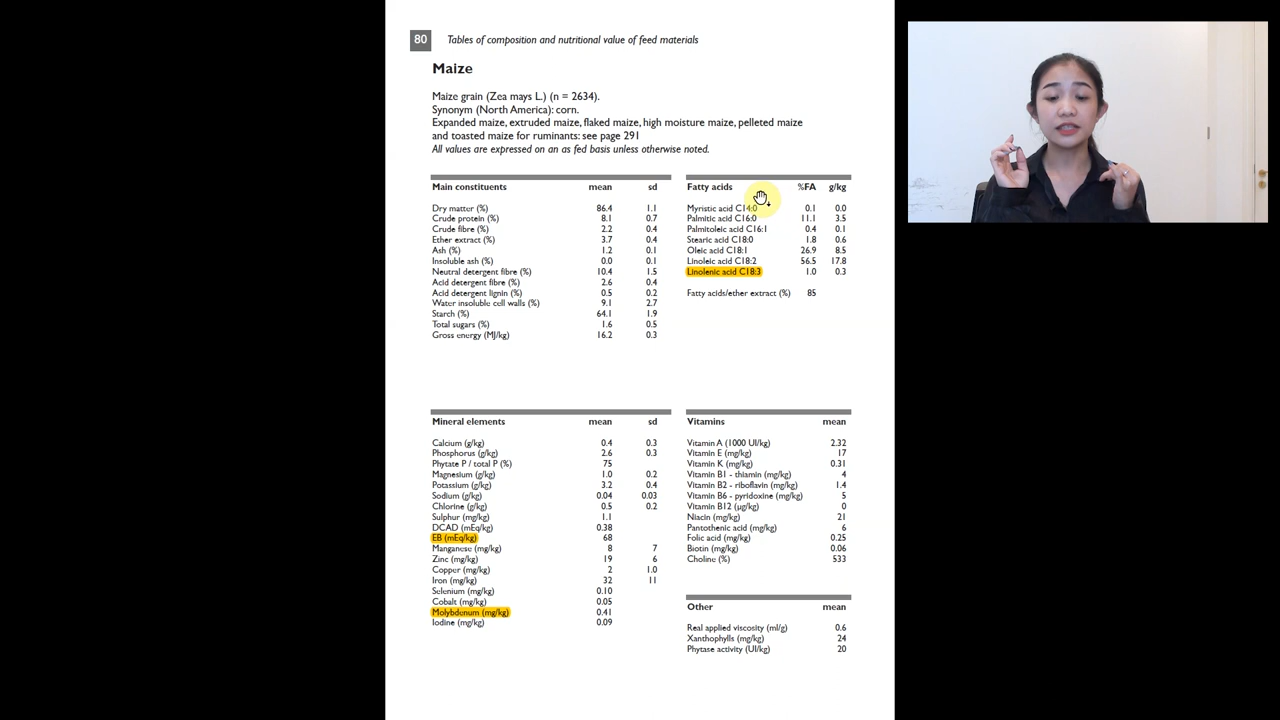 80
Tables of composition and nutritional value of feed materials
Maize
Maize grain (Zea mays L.) (n = 2634).
Synonym (North America): corn.
Expanded maize, extruded maize, flaked maize, high moisture maize, pelleted maize
and toasted maize for ruminants: see page 291
All values are expressed on an as fed basis unless otherwise noted.
Main constituents mean sd
Dry matter (%) 86.4 1.1
Crude protein (%) 8.1 0.7
Crude fibre (%) 2.2 0.4
Ether extract (%) 3.7 0.4
Ash (%) 1.2 0.1
Insoluble ash (%) 0.0 0.1
Neutral detergent fibre (%) 10.4 1.5
Acid detergent fibre (%) 2.6 0.4
Acid detergent lignin (%) 0.5 0.2
Water insoluble cell walls (%) 9.1 2.7
Starch (%) 64.1 1.9
Total sugars (%) 1.6 0.5
Gross energy (MJ/kg) 16.2 0.3
Fatty acids %FA g/kg
Myristic acid C14:0 0.1 0.0
Palmitic acid C16:0 11.1 3.5
Palmitoleic acid C16:1 0.4 0.1
Stearic acid C18:0 1.8 0.6
Oleic acid C18:1 26.9 8.5
Linoleic acid C18:2 56.5 17.8
Linolenic acid C18:3 1.0 0.3
Fatty acids/ether extract (%) 85
Mineral elements mean sd
Calcium (g/kg) 0.4 0.3
Phosphorus (g/kg) 2.6 0.3
Phytate P / total P (%) 75
Magnesium (g/kg) 1.0 0.2
Potassium (g/kg) 3.2 0.4
Sodium (g/kg) 0.04 0.03
Chlorine (g/kg) 0.5 0.2
Sulphur (mg/kg) 1.1
DCAD (mEq/kg) 0.38
EB (mEq/kg) 68
Manganese (mg/kg) 8 7
Zinc (mg/kg) 19 6
Copper (mg/kg) 2 1.0
Iron (mg/kg) 32 11
Selenium (mg/kg) 0.10
Cobalt (mg/kg) 0.05
Molybdenum (mg/kg) 0.41
Iodine (mg/kg) 0.09
Vitamins mean
Vitamin A (1000 UI/kg) 2.32
Vitamin E (mg/kg) 17
Vitamin K (mg/kg) 0.31
Vitamin B1 - thiamin (mg/kg) 4
Vitamin B2 - riboflavin (mg/kg) 1.4
Vitamin B6 - pyridoxine (mg/kg) 5
Vitamin B12 (µg/kg) 0
Niacin (mg/kg) 21
Pantothenic acid (mg/kg) 6
Folic acid (mg/kg) 0.25
Biotin (mg/kg) 0.06
Choline (%) 533
Other mean
Real applied viscosity (ml/g) 0.6
Xanthophylls (mg/kg) 24
Phytase activity (UI/kg) 20